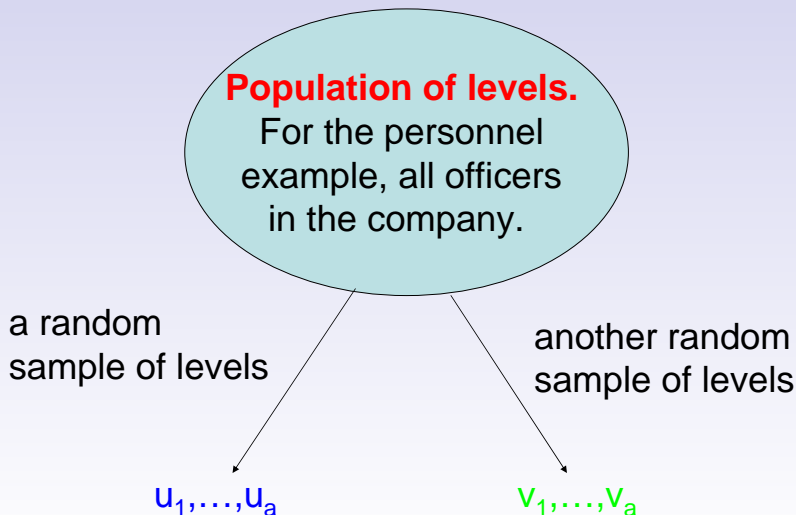 Population of levels.
For the personnel
example, all officers
in the company.
a random
sample of levels
another random
sample of levels
u₁,…,uₐ
v₁,…,vₐ